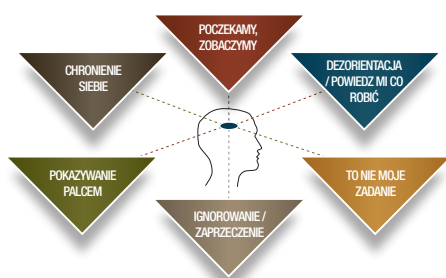 POCZEKAMY,
ZOBACZYMY
CHRONIENIE
SIEBIE
DEZORIENTACJA
/ POWIEDZ MI CO
ROBIĆ
POKAZYWANIE
PALCEM
TO NIE MOJE
ZADANIE
IGNOROWANIE /
ZAPRZECZENIE